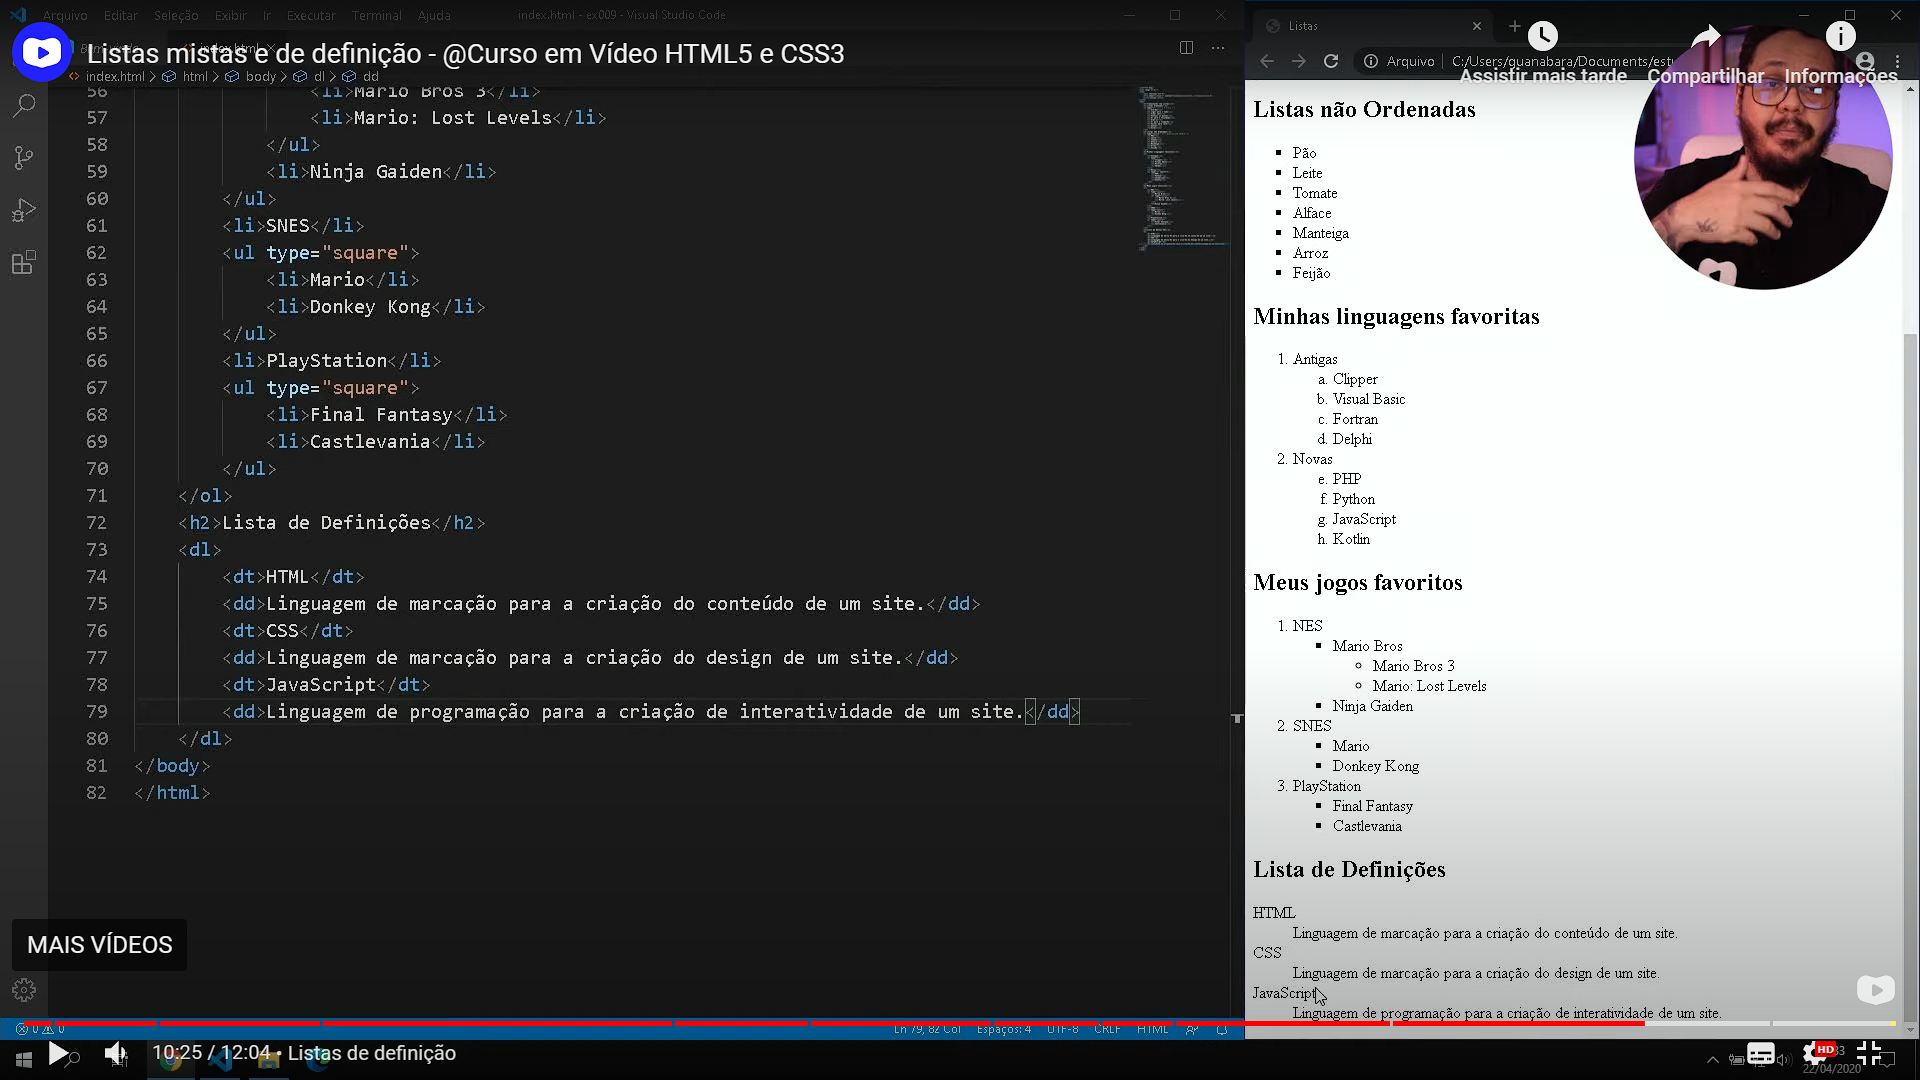 Arquivo Editar Seleção Exibir Ir Executar Terminal Ajuda
index.html - ex009 - Visual Studio Code
Listas mistas e de definição - @Curso em Vídeo HTML5 e CSS3
index.html > html > body > dl > dd
56 <li>Mario Bros 3</li>
57 <li>Mario: Lost Levels</li>
58 </ul>
59 <li>Ninja Gaiden</li>
60 </ul>
61 <li>SNES</li>
62 <ul type="square">
63 <li>Mario</li>
64 <li>Donkey Kong</li>
65 </ul>
66 <li>PlayStation</li>
67 <ul type="square">
68 <li>Final Fantasy</li>
69 <li>Castlevania</li>
70 </ul>
71 </ol>
72 <h2>Lista de Definições</h2>
73 <dl>
74 <dt>HTML</dt>
75 <dd>Linguagem de marcação para a criação do conteúdo de um site.</dd>
76 <dt>CSS</dt>
77 <dd>Linguagem de marcação para a criação do design de um site.</dd>
78 <dt>JavaScript</dt>
79 <dd>Linguagem de programação para a criação de interatividade de um site.</dd>
80 </dl>
81 </body>
82 </html>
MAIS VÍDEOS
Ln 79, 82 Col Espaços: 4 UTF-8 CRLF HTML
10:25 / 12:04 • Listas de definição
Listas
Arquivo C:/Users/guanabara/Documents/est
Assistir mais tarde Compartilhar Informações
Listas não Ordenadas
Pão
Leite
Tomate
Alface
Manteiga
Arroz
Feijão
Minhas linguagens favoritas
1. Antigas
a. Clipper
b. Visual Basic
c. Fortran
d. Delphi
2. Novas
e. PHP
f. Python
g. JavaScript
h. Kotlin
Meus jogos favoritos
1. NES
Mario Bros
Mario Bros 3
Mario: Lost Levels
Ninja Gaiden
2. SNES
Mario
Donkey Kong
3. PlayStation
Final Fantasy
Castlevania
Lista de Definições
HTML
Linguagem de marcação para a criação do conteúdo de um site.
CSS
Linguagem de marcação para a criação do design de um site.
JavaScript
Linguagem de programação para a criação de interatividade de um site.
HD
22/04/2020